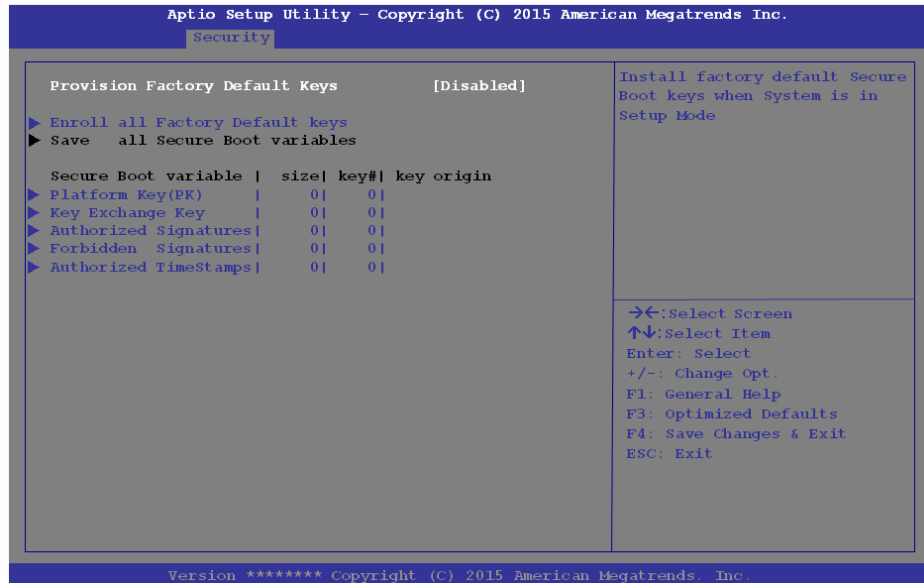 Aptio Setup Utility – Copyright (C) 2015 American Megatrends Inc.
Security
Provision Factory Default Keys [Disabled]
▶ Enroll all Factory Default keys
▶ Save all Secure Boot variables
Secure Boot variable | size| key#| key origin
▶ Platform Key(PK) | 0| 0|
▶ Key Exchange Key | 0| 0|
▶ Authorized Signatures| 0| 0|
▶ Forbidden Signatures| 0| 0|
▶ Authorized TimeStamps| 0| 0|
Install factory default Secure
Boot keys when System is in
Setup Mode
→←:Select Screen
↑↓:Select Item
Enter: Select
+/-: Change Opt.
F1: General Help
F3: Optimized Defaults
F4: Save Changes & Exit
ESC: Exit
Version ******** Copyright (C) 2015 American Megatrends. Inc.